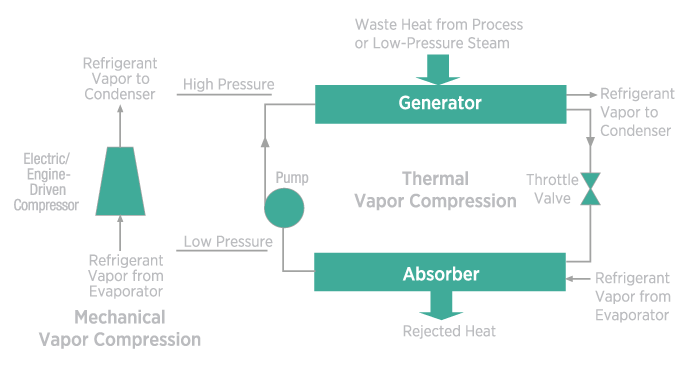 Waste Heat from Process
or Low-Pressure Steam
Refrigerant
Vapor to
Condenser
High Pressure
Generator
Refrigerant
Vapor to
Condenser
Electric/
Engine-
Driven
Compressor
Pump
Thermal
Vapor Compression
Throttle
Valve
Low Pressure
Refrigerant
Vapor from
Evaporator
Absorber
Refrigerant
Vapor from
Evaporator
Mechanical
Vapor Compression
Rejected Heat